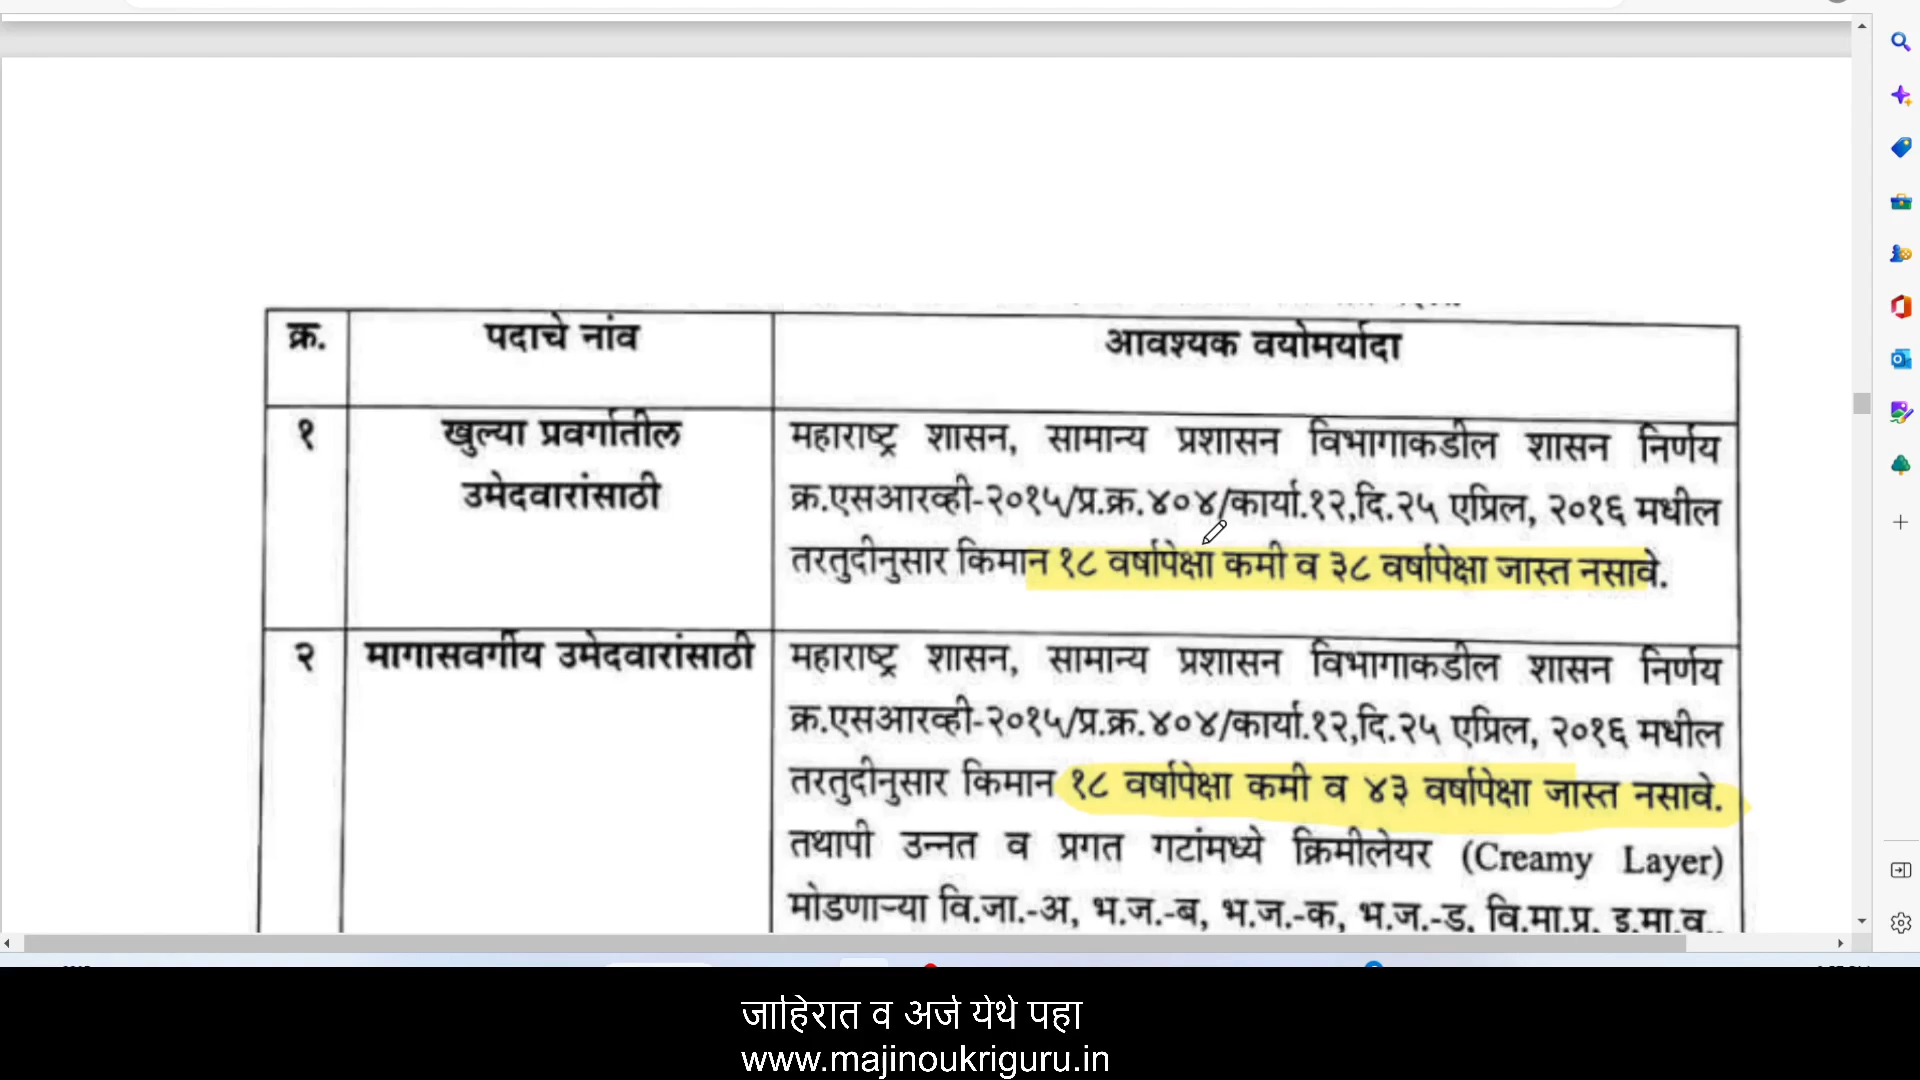 क्र.
पदाचे नांव
आवश्यक वयोमर्यादा
१
खुल्या प्रवर्गातील
उमेदवारांसाठी
महाराष्ट्र शासन, सामान्य प्रशासन विभागाकडील शासन निर्णय
क्र.एसआरव्ही-२०१५/प्र.क्र.४०४/कार्या.१२,दि.२५ एप्रिल, २०१६ मधील
तरतुदीनुसार किमान १८ वर्षापेक्षा कमी व ३८ वर्षापेक्षा जास्त नसावे.
२
मागासवर्गीय उमेदवारांसाठी
महाराष्ट्र शासन, सामान्य प्रशासन विभागाकडील शासन निर्णय
क्र.एसआरव्ही-२०१५/प्र.क्र.४०४/कार्या.१२,दि.२५ एप्रिल, २०१६ मधील
तरतुदीनुसार किमान १८ वर्षापेक्षा कमी व ४३ वर्षापेक्षा जास्त नसावे.
तथापी उन्नत व प्रगत गटांमध्ये क्रिमीलेयर (Creamy Layer)
मोडणाऱ्या वि.जा.-अ, भ.ज.-ब, भ.ज.-क, भ.ज.-ड, वि.मा.प्र, इ.मा.व..
जाहिरात व अर्ज येथे पहा
www.majinoukriguru.in